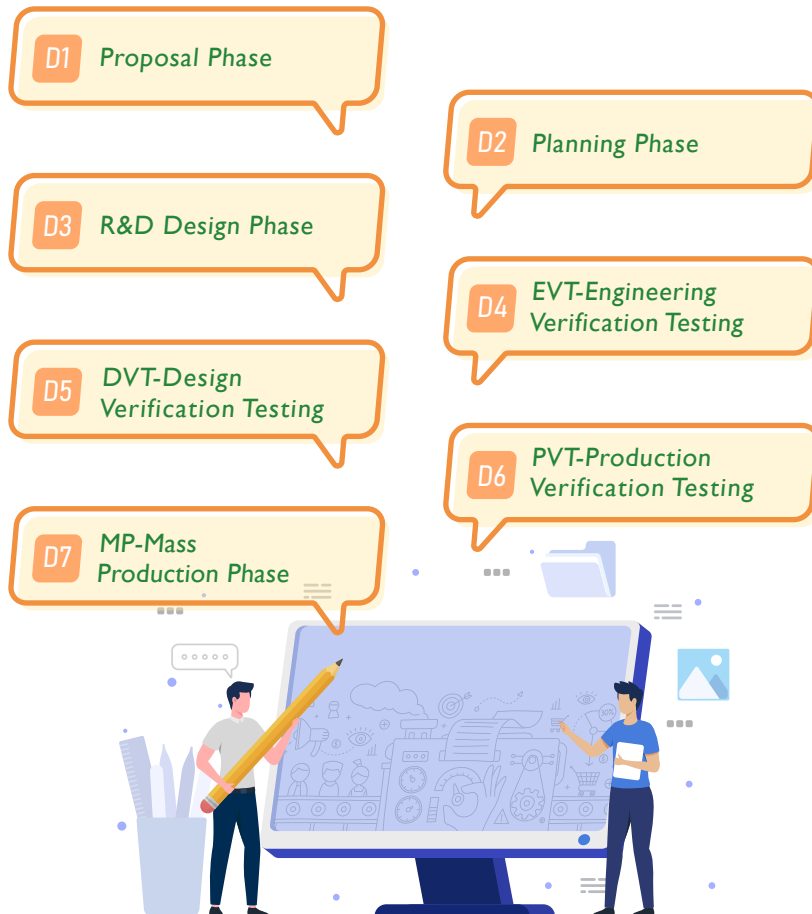 D1 Proposal Phase
D2 Planning Phase
D3 R&D Design Phase
D4 EVT-Engineering
Verification Testing
D5 DVT-Design
Verification Testing
D6 PVT-Production
Verification Testing
D7 MP-Mass
Production Phase
30%